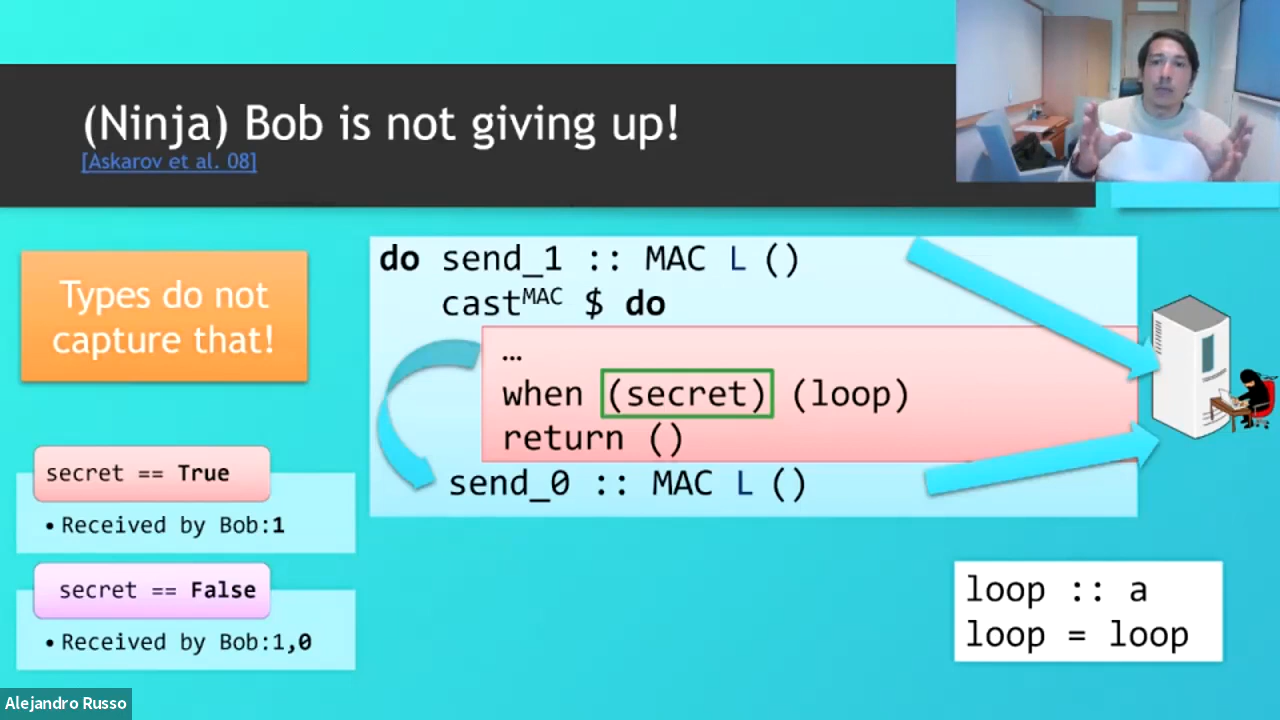 (Ninja) Bob is not giving up!
[Askarov et al. 08]
Types do not
capture that!
do send_1 :: MAC L ()
castMAC $ do
…
when (secret) (loop)
return ()
send_0 :: MAC L ()
secret == True
• Received by Bob:1
secret == False
• Received by Bob:1,0
loop :: a
loop = loop
Alejandro Russo